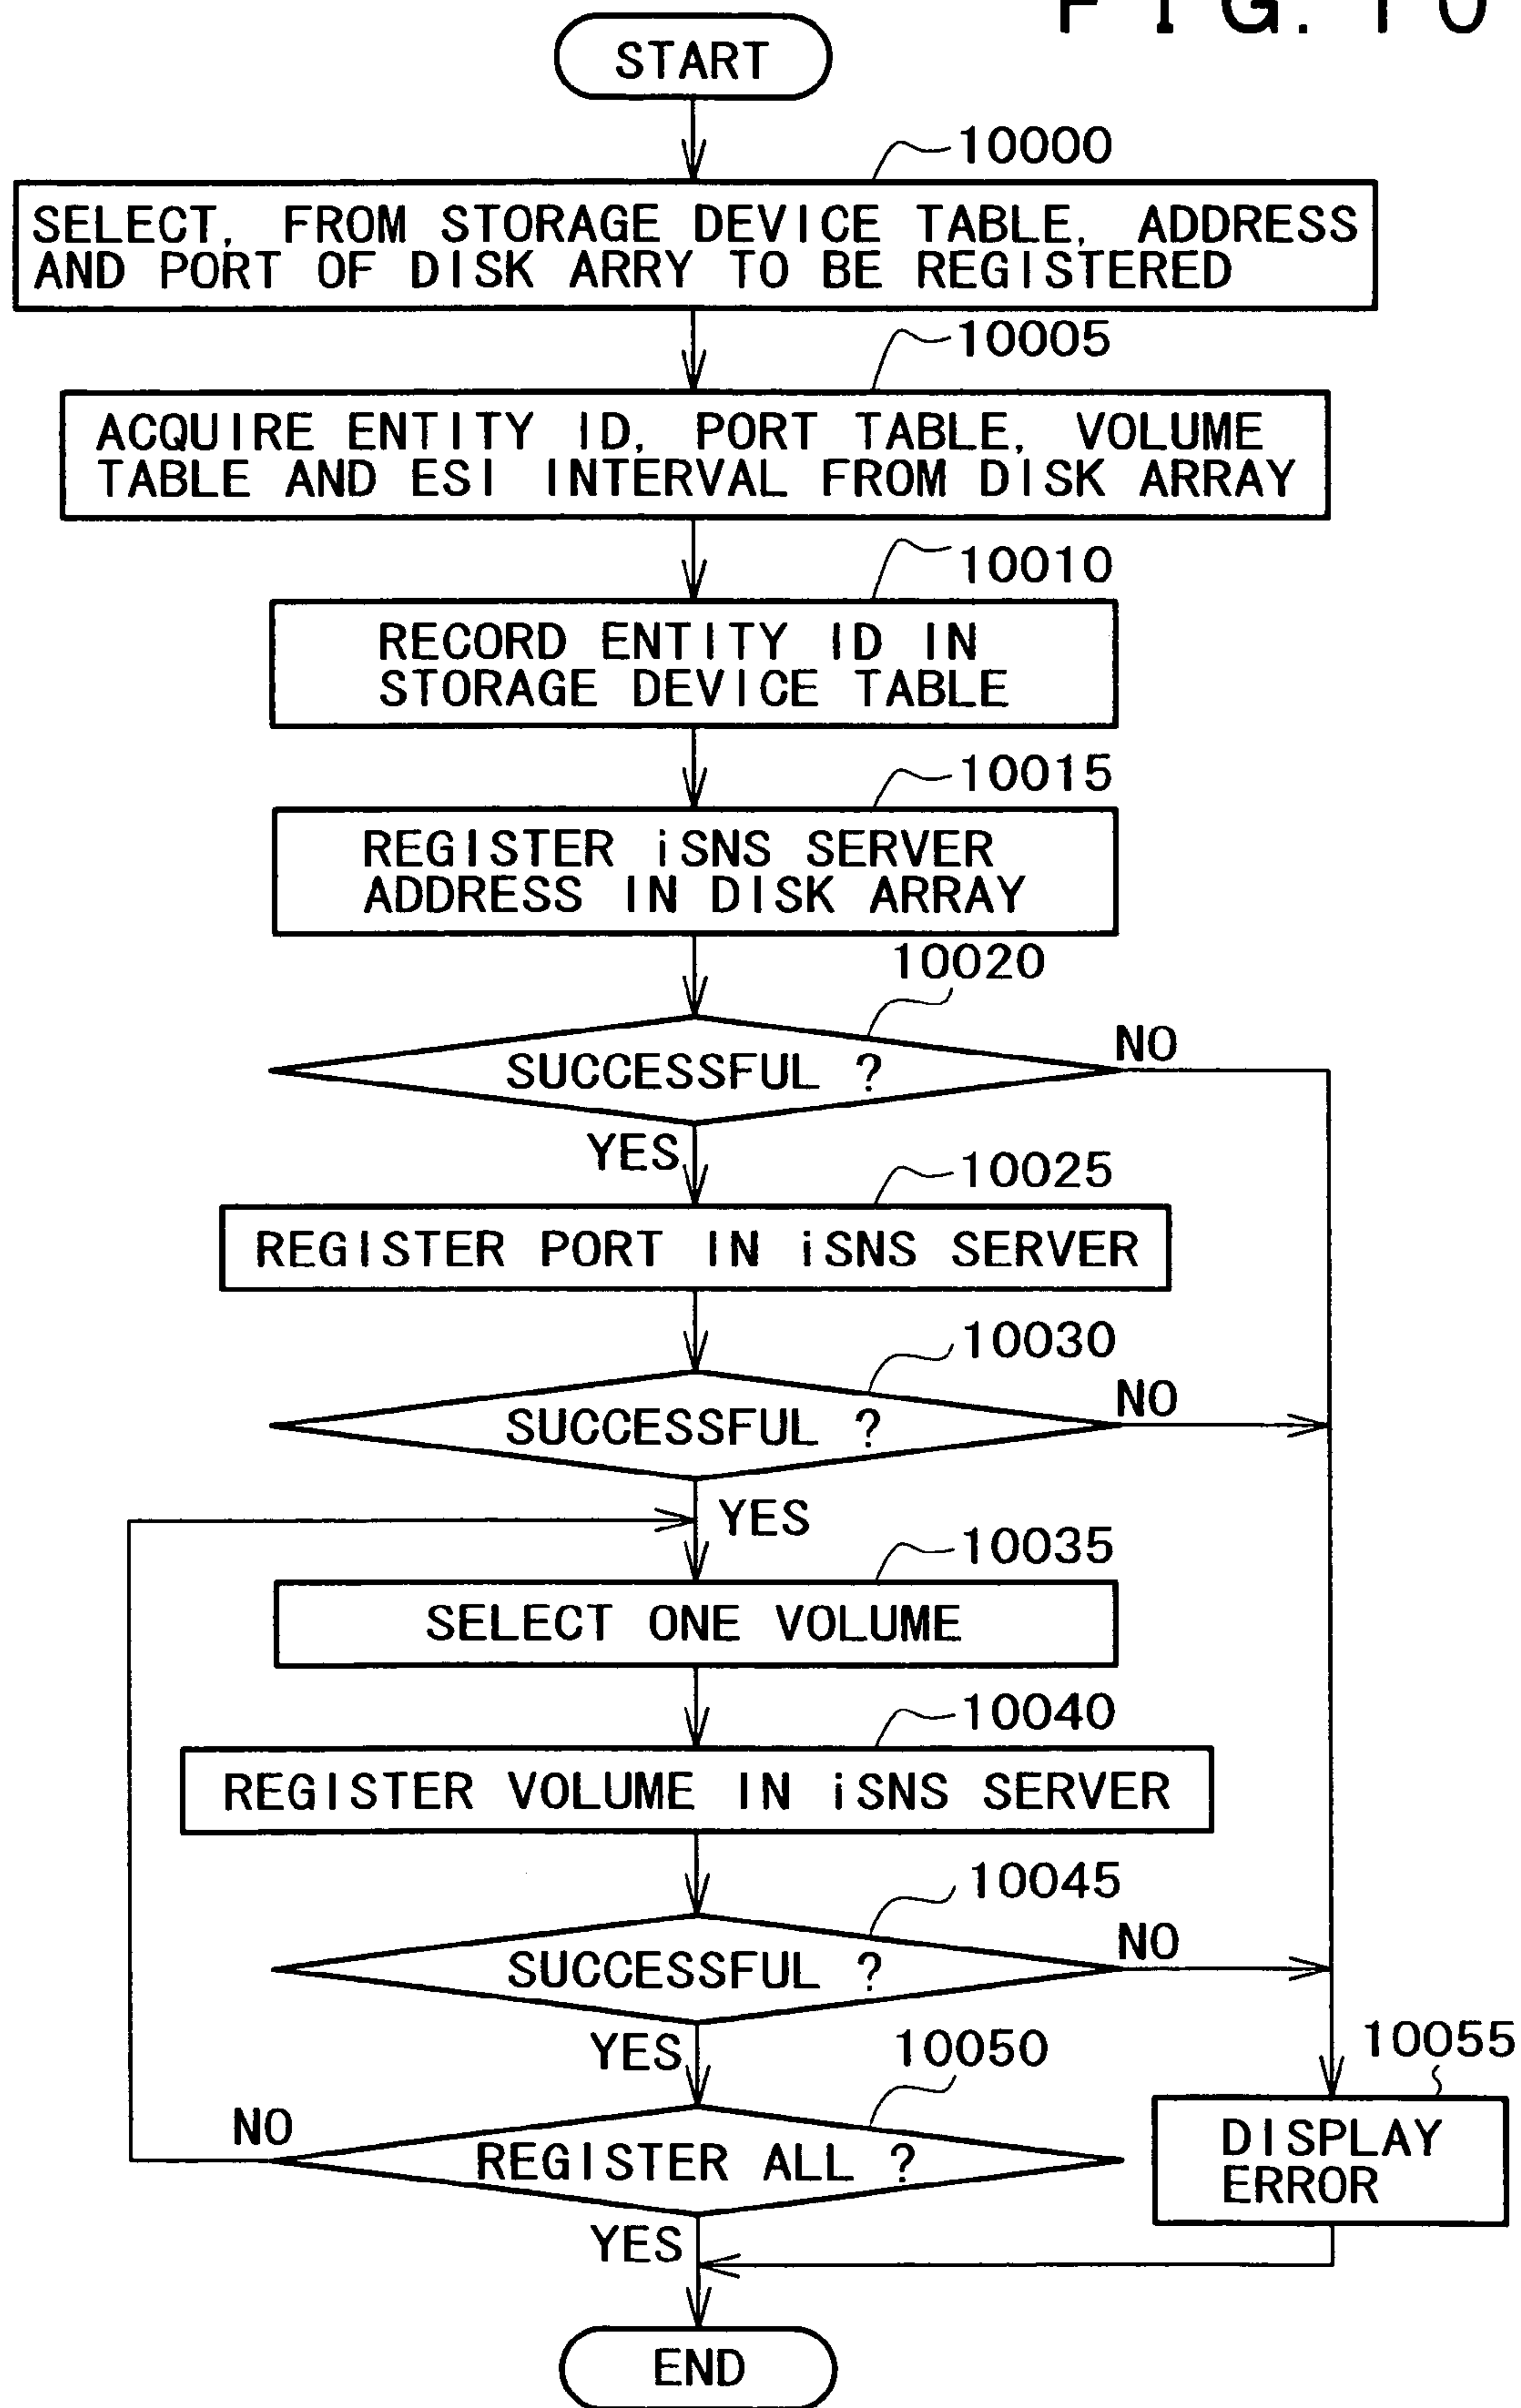 FIG. 10
START
10000
SELECT, FROM STORAGE DEVICE TABLE, ADDRESS
AND PORT OF DISK ARRY TO BE REGISTERED
10005
ACQUIRE ENTITY ID, PORT TABLE, VOLUME
TABLE AND ESI INTERVAL FROM DISK ARRAY
10010
RECORD ENTITY ID IN
STORAGE DEVICE TABLE
10015
REGISTER iSNS SERVER
ADDRESS IN DISK ARRAY
10020
SUCCESSFUL ?
NO
YES
10025
REGISTER PORT IN iSNS SERVER
10030
SUCCESSFUL ?
NO
YES
10035
SELECT ONE VOLUME
10040
REGISTER VOLUME IN iSNS SERVER
10045
SUCCESSFUL ?
NO
YES
10050
REGISTER ALL ?
NO
YES
10055
DISPLAY
ERROR
END